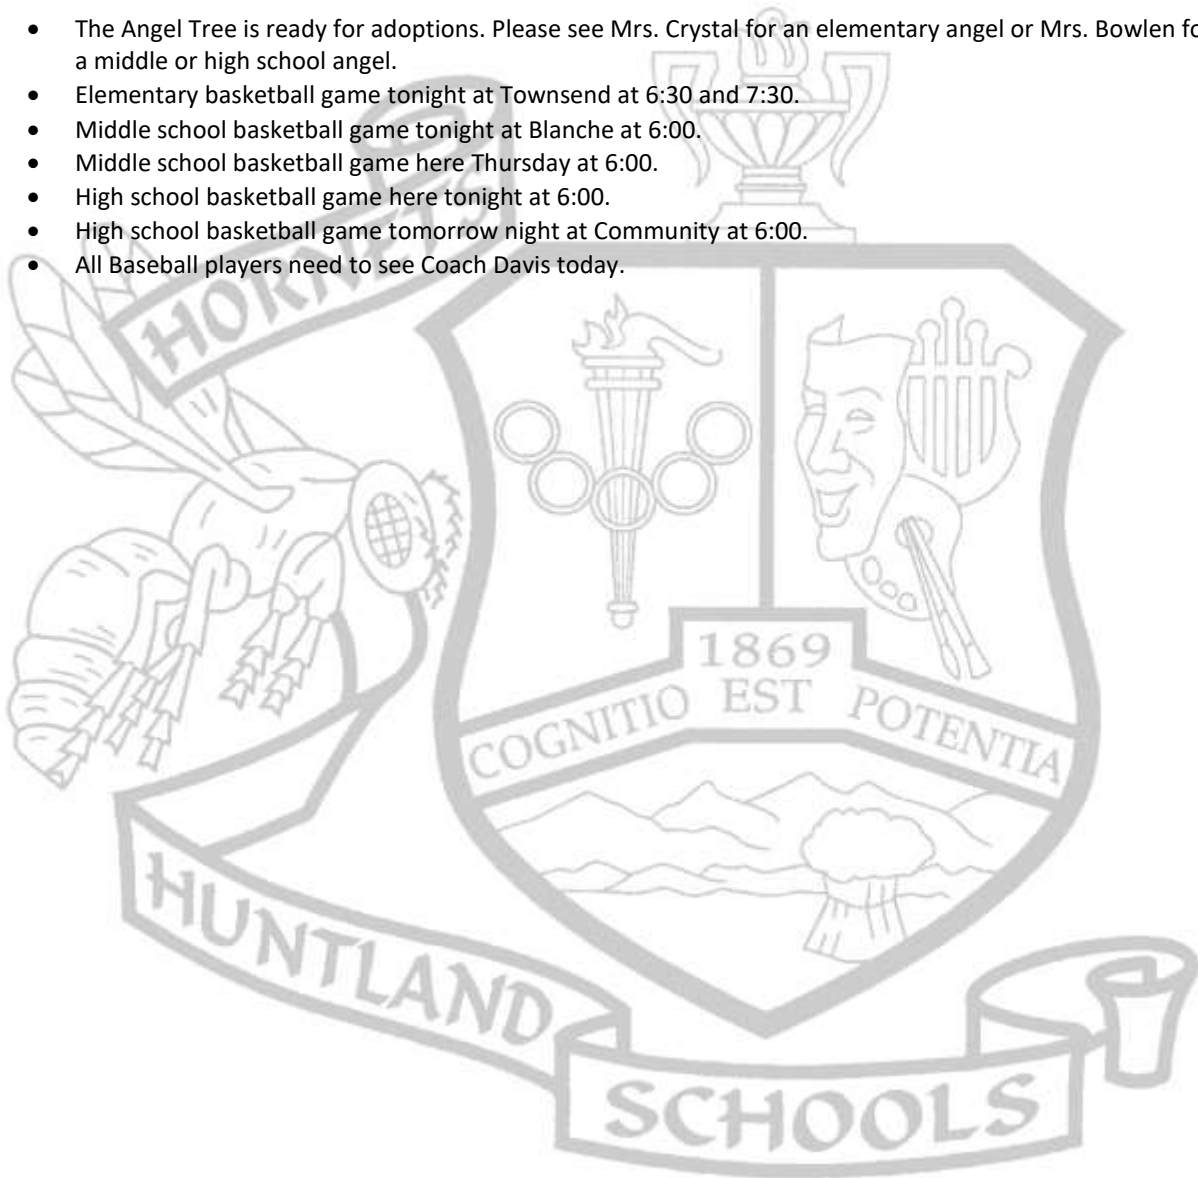 • The Angel Tree is ready for adoptions. Please see Mrs. Crystal for an elementary angel or Mrs. Bowlen fo
a middle or high school angel.
• Elementary basketball game tonight at Townsend at 6:30 and 7:30.
• Middle school basketball game tonight at Blanche at 6:00.
• Middle school basketball game here Thursday at 6:00.
• High school basketball game here tonight at 6:00.
• High school basketball game tomorrow night at Community at 6:00.
• All Baseball players need to see Coach Davis today.
HORNETS
1869
COGNITIO EST POTENTIA
HUNTLAND
SCHOOLS